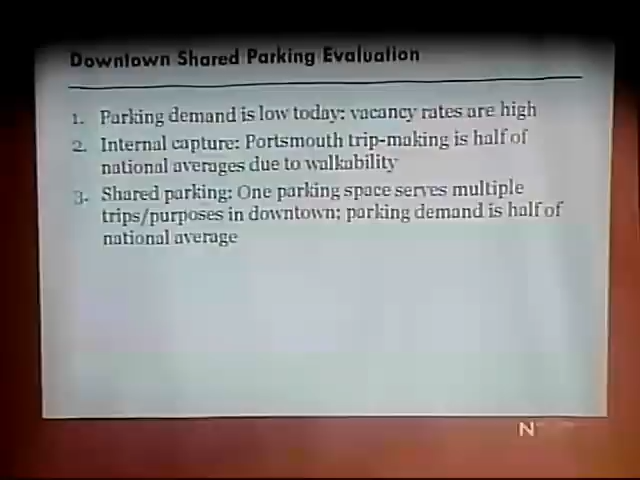 Downtown Shared Parking Evaluation
1. Parking demand is low today: vacancy rates are high
2. Internal capture: Portsmouth trip-making is half of
national averages due to walkability
3. Shared parking: One parking space serves multiple
trips/purposes in downtown; parking demand is half of
national average
N